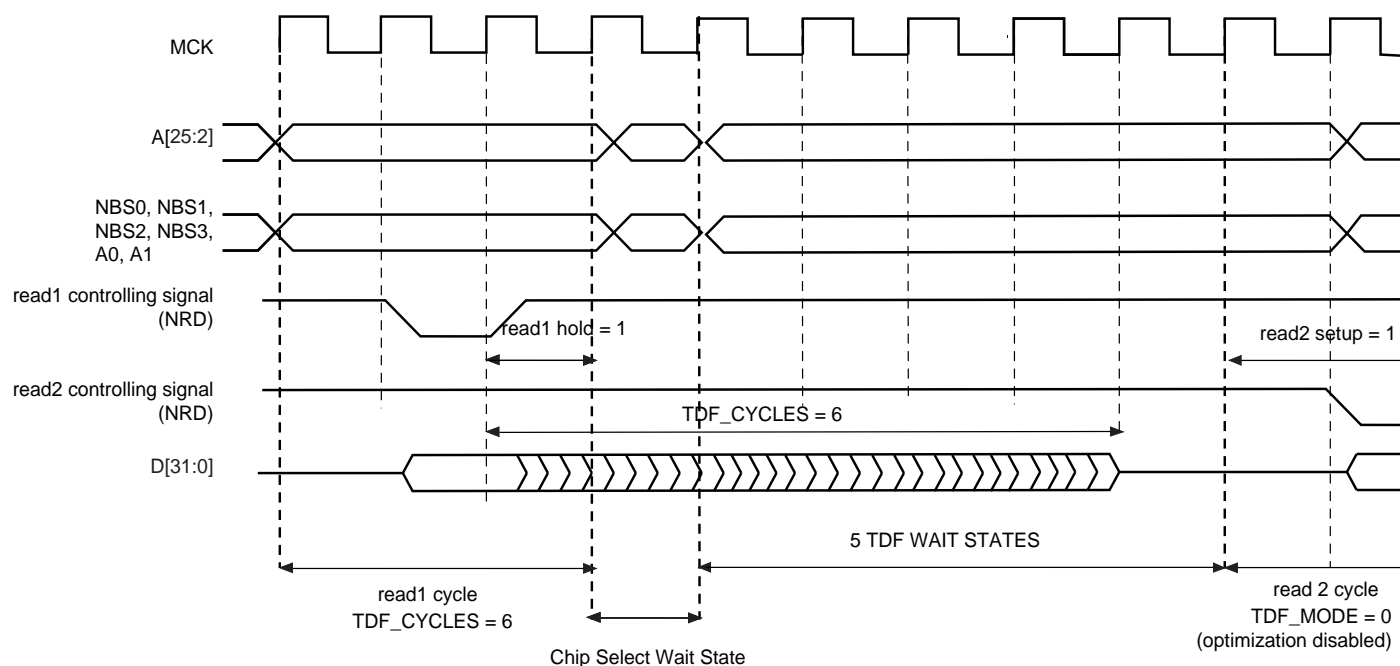 MCK
A[25:2]
NBS0, NBS1,
NBS2, NBS3,
A0, A1
read1 controlling signal
(NRD)
read1 hold = 1
read2 setup = 1
read2 controlling signal
(NRD)
TDF_CYCLES = 6
D[31:0]
5 TDF WAIT STATES
read1 cycle
TDF_CYCLES = 6
read 2 cycle
TDF_MODE = 0
(optimization disabled)
Chip Select Wait State